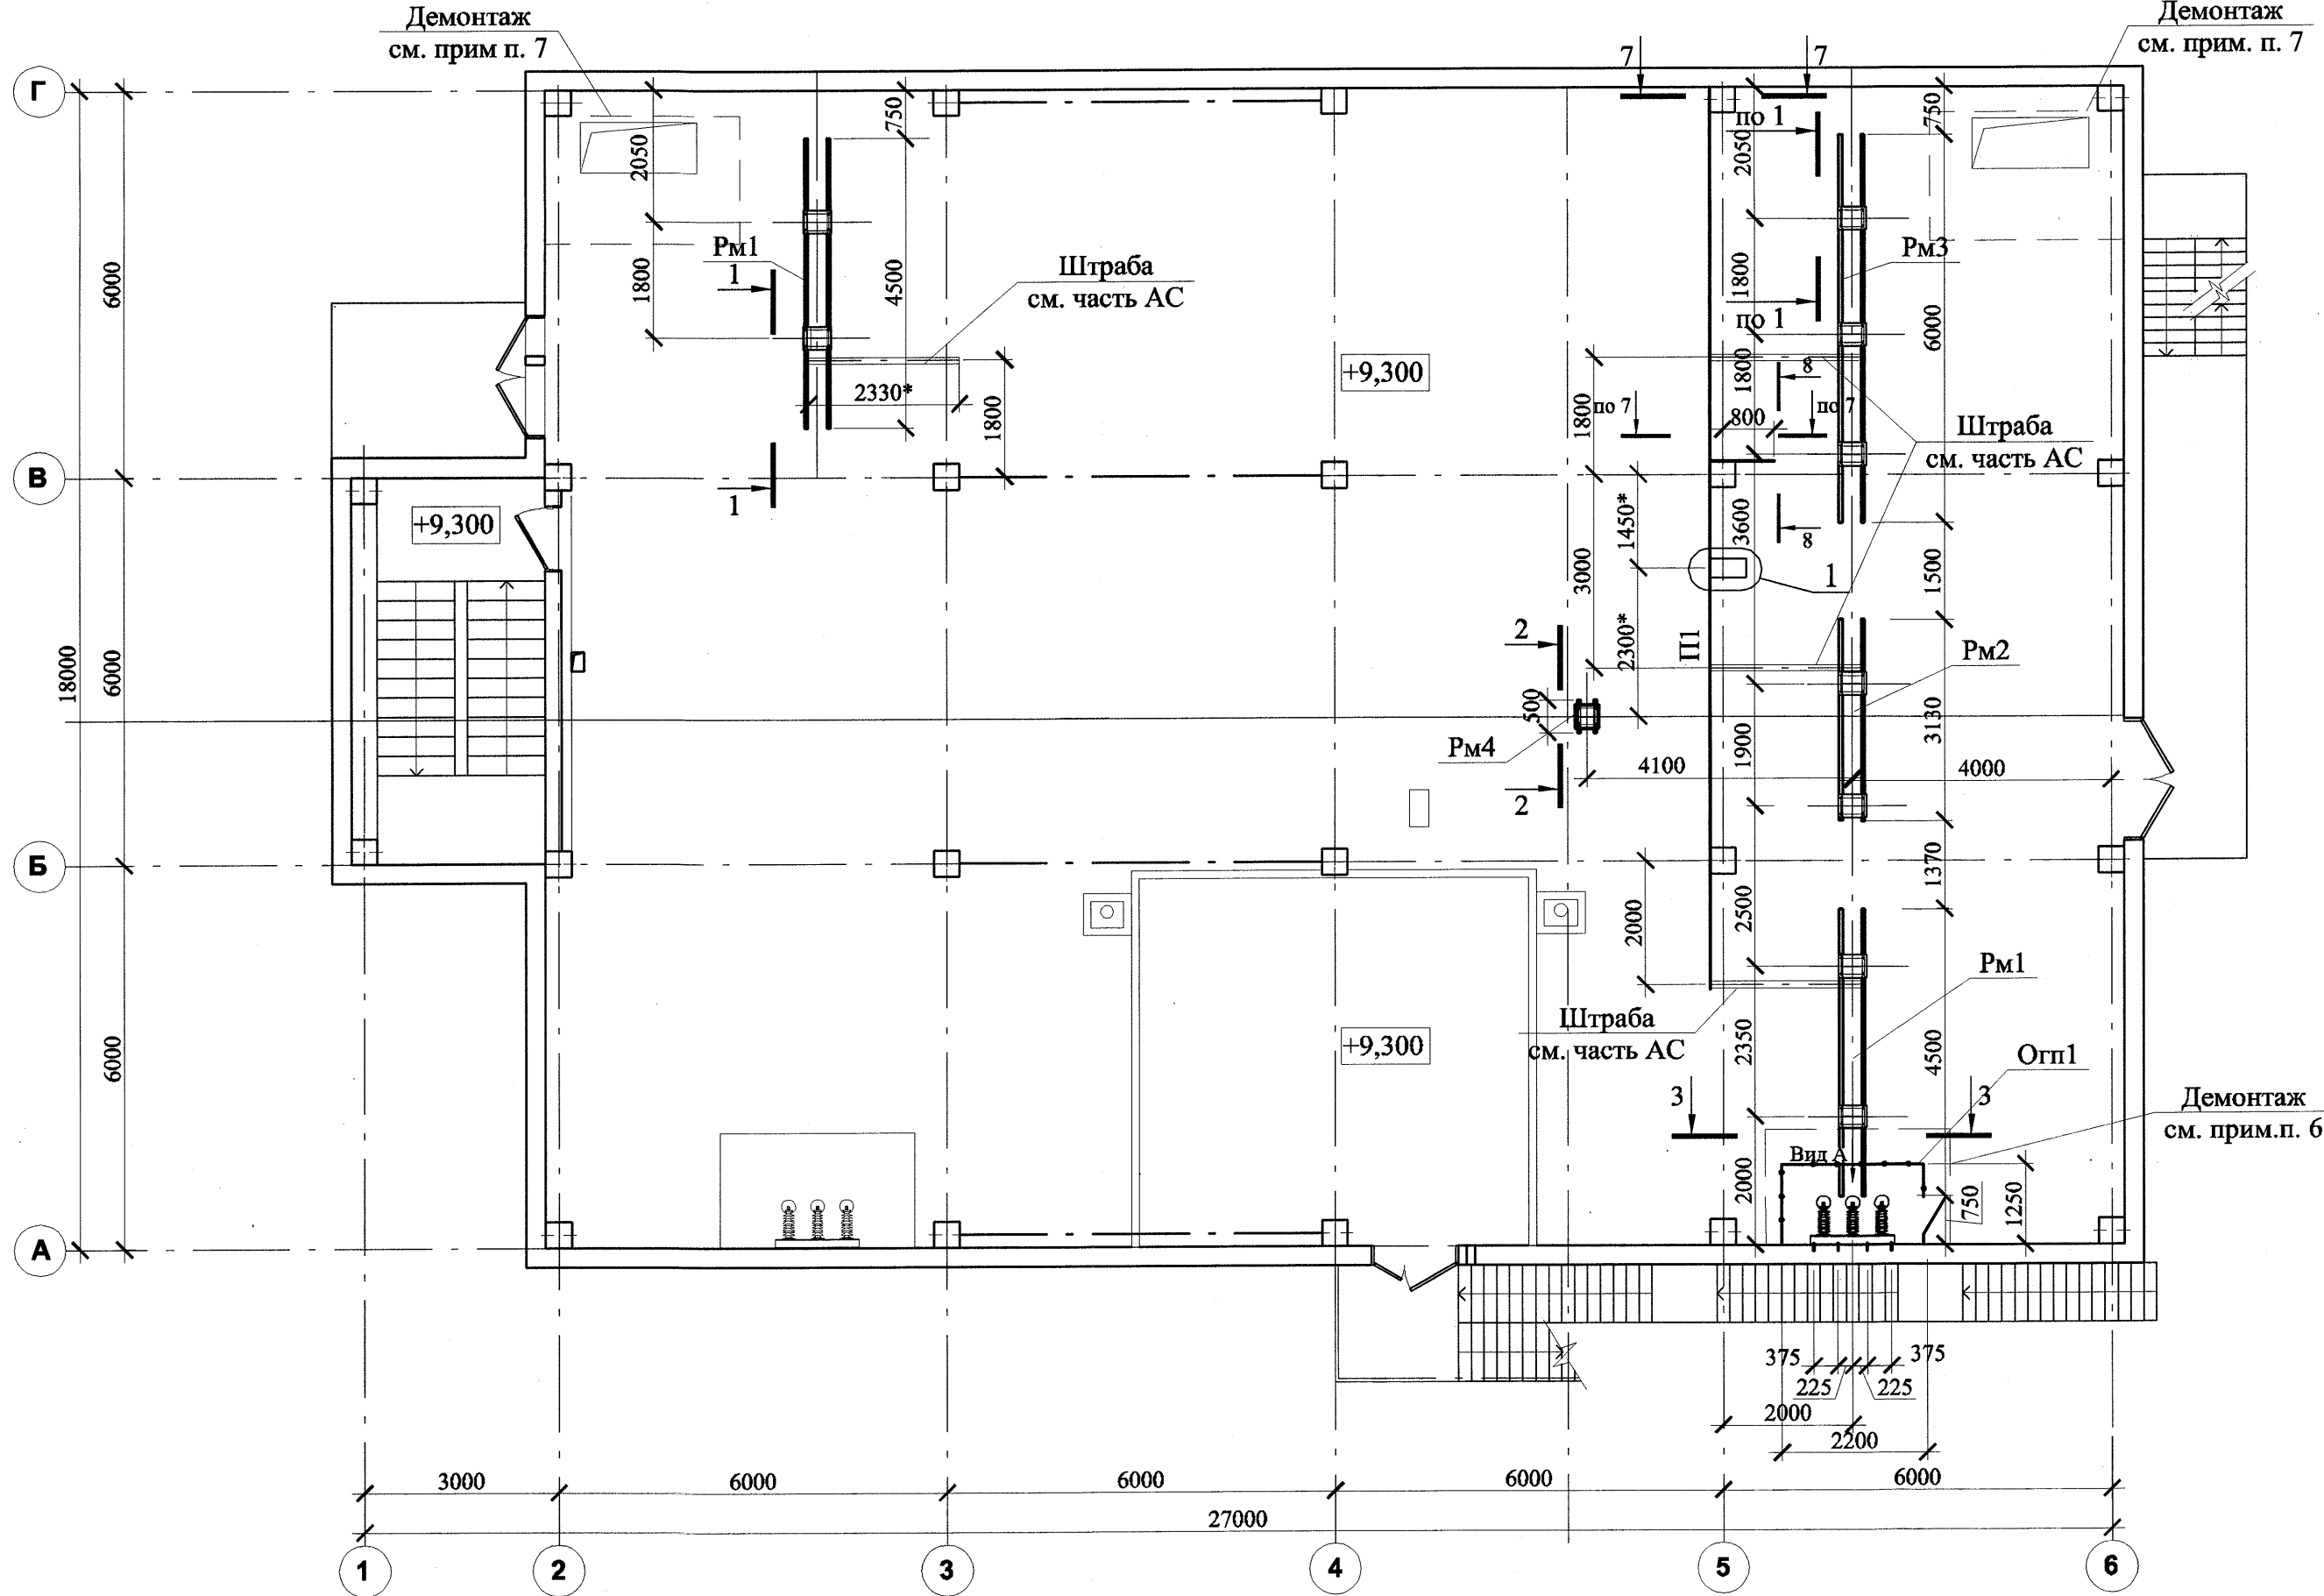 Демонтаж
см. прим п. 7
Демонтаж
см. прим. п. 7
7
7
Г
750
750
по 1
2050
2050
Рм1
1
Штраба
см. часть АС
6000
1800
4500
1800
Рм3
6000
по 1
+9,300
1800
8
2330*
1800
1800
по 7
800
по 7
Штраба
см. часть АС
В
1
+9,300
1450*
3600
8
3000
1
1500
2
2300*
П1
Рм2
18000
6000
500
Рм4
1900
3130
4100
4000
2
Б
2000
2500
1370
Рм1
Штраба
см. часть АС
+9,300
2350
4500
6000
Огп1
3
3
Демонтаж
см. прим.п. 6
Вид А
2000
750
1250
А
375
375
225
225
2000
2200
3000
6000
6000
6000
6000
27000
1
2
3
4
5
6